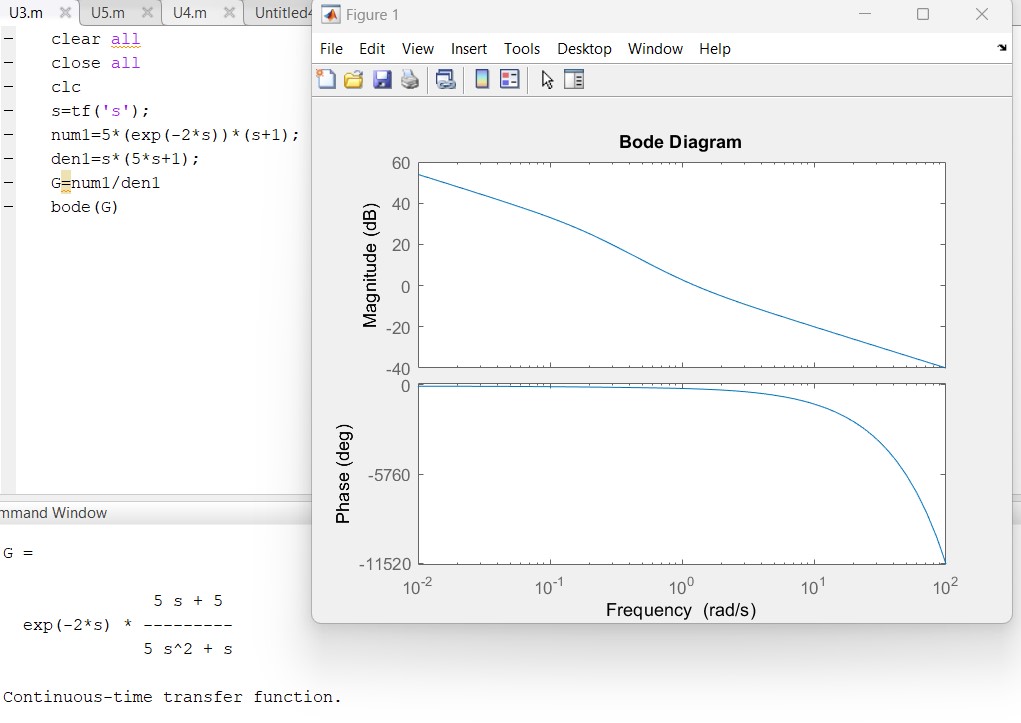 U3.m U5.m U4.m Untitled4
clear all
close all
clc
s=tf('s');
num1=5*(exp(-2*s))*(s+1);
den1=s*(5*s+1);
G=num1/den1
bode(G)
mmand Window
G =
5 s + 5
exp(-2*s) * ---------
5 s^2 + s
Continuous-time transfer function.
Figure 1
File Edit View Insert Tools Desktop Window Help
Bode Diagram
Magnitude (dB)
60
40
20
0
-20
-40
Phase (deg)
0
-5760
-11520
10^-2 10^-1 10^0 10^1 10^2
Frequency (rad/s)